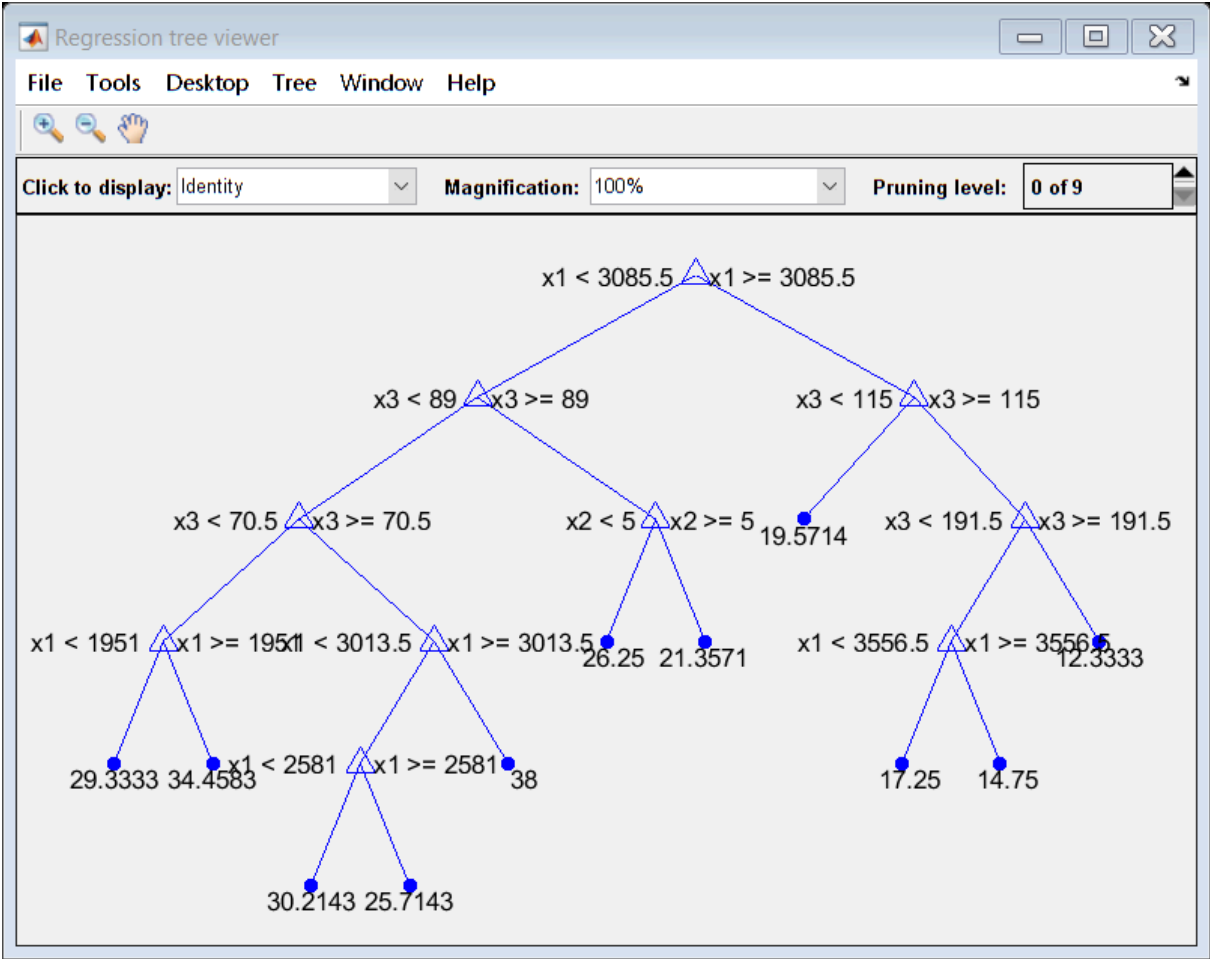 Regression tree viewer
File Tools Desktop Tree Window Help
Click to display: Identity Magnification: 100% Pruning level: 0 of 9
x1 < 3085.5 x1 >= 3085.5
x3 < 89 x3 >= 89 x3 < 115 x3 >= 115
x3 < 70.5 x3 >= 70.5 x2 < 5 x2 >= 5 19.5714 x3 < 191.5 x3 >= 191.5
x1 < 1951 x1 >= 1951 x1 < 3013.5 x1 >= 3013.5 26.25 21.3571 x1 < 3556.5 x1 >= 3556.5 12.3333
29.3333 34.4583 x1 < 2581 x1 >= 2581 38 17.25 14.75
30.2143 25.7143